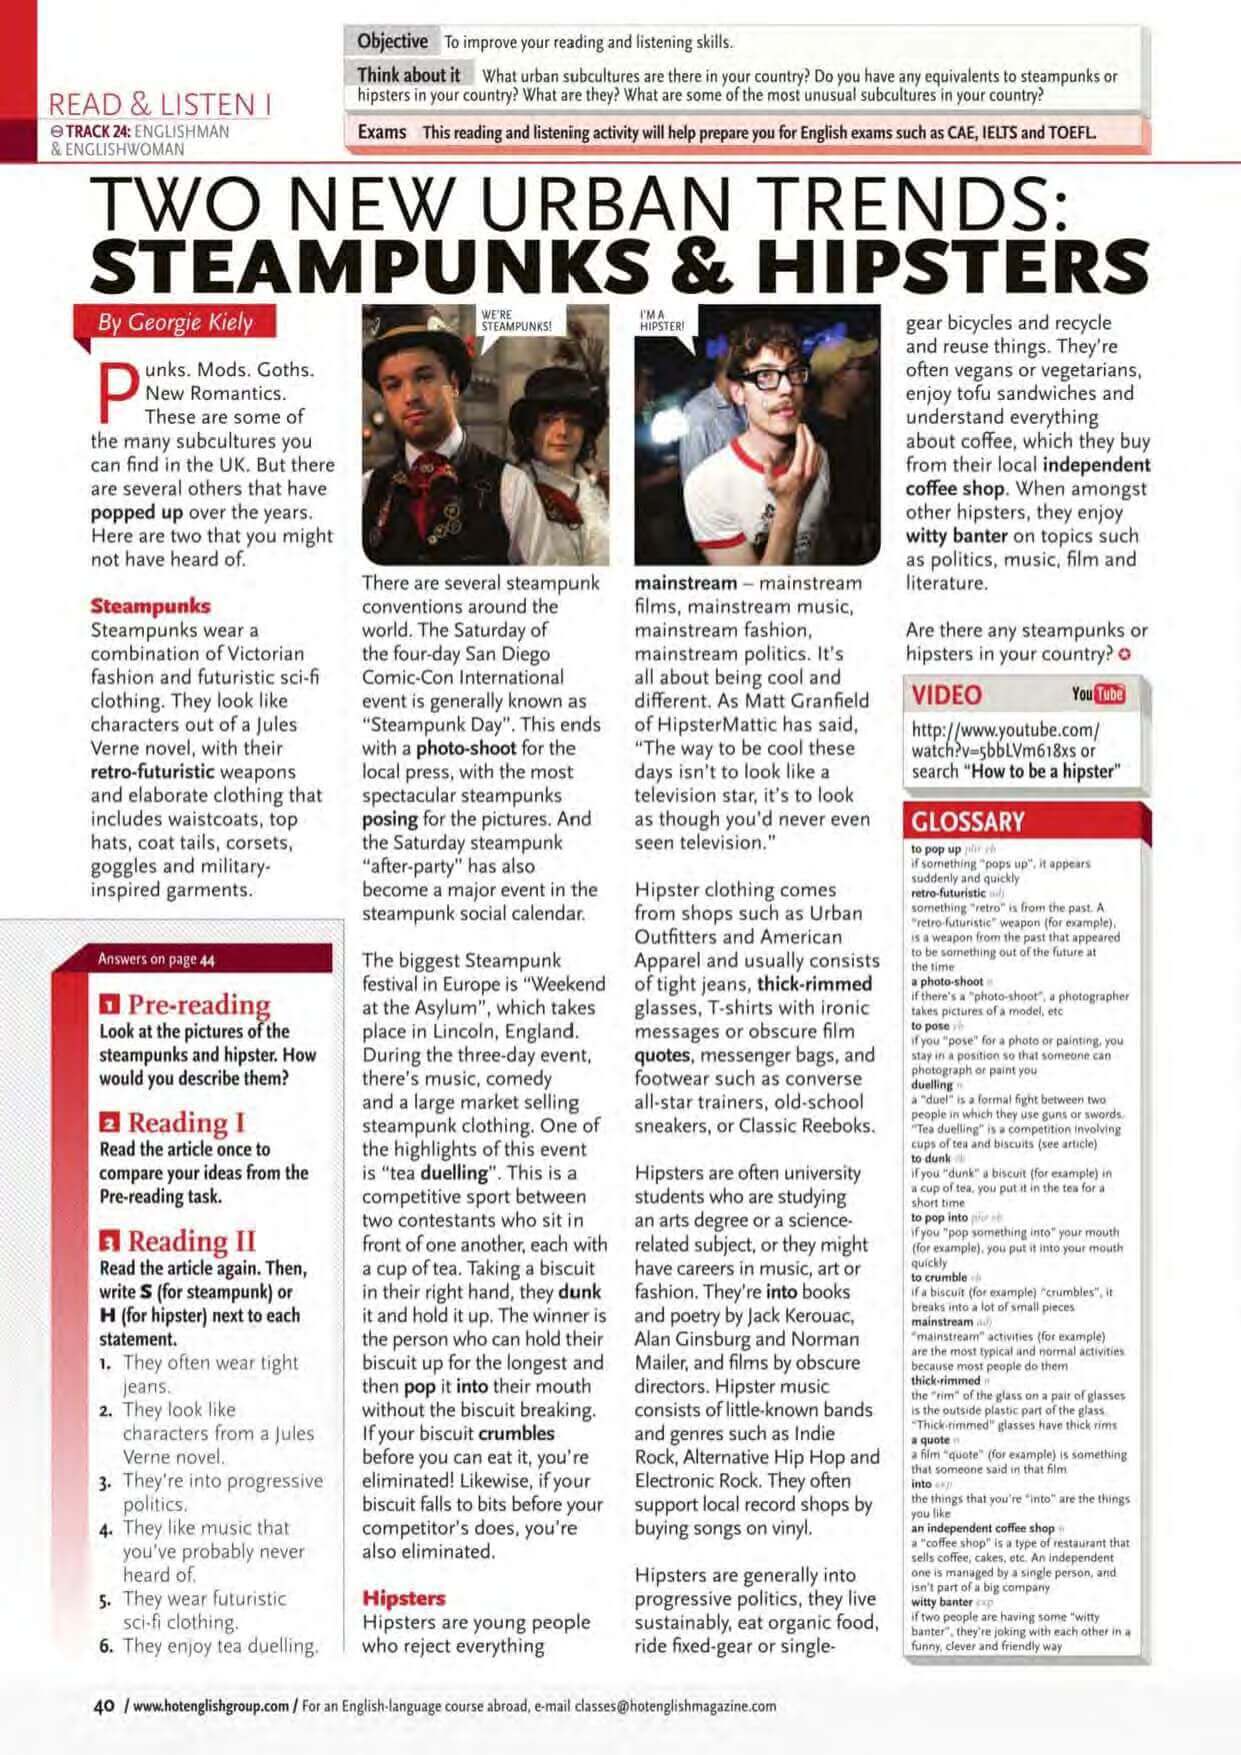 READ & LISTEN I
TRACK 24: ENGLISHMAN
& ENGLISHWOMAN
Objective To improve your reading and listening skills.
Think about it What urban subcultures are there in your country? Do you have any equivalents to steampunks or
hipsters in your country? What are they? What are some of the most unusual subcultures in your country?
Exams This reading and listening activity will help prepare you for English exams such as CAE, IELTS and TOEFL.
TWO NEW URBAN TRENDS:
STEAMPUNKS & HIPSTERS
By Georgie Kiely
Punks. Mods. Goths.
New Romantics.
These are some of
the many subcultures you
can find in the UK. But there
are several others that have
popped up over the years.
Here are two that you might
not have heard of.
Steampunks
Steampunks wear a
combination of Victorian
fashion and futuristic sci-fi
clothing. They look like
characters out of a Jules
Verne novel, with their
retro-futuristic weapons
and elaborate clothing that
includes waistcoats, top
hats, coat tails, corsets,
goggles and military-
inspired garments.
Answers on page 44
1 Pre-reading
Look at the pictures of the
steampunks and hipster. How
would you describe them?
2 Reading I
Read the article once to
compare your ideas from the
Pre-reading task.
3 Reading II
Read the article again. Then,
write S (for steampunk) or
H (for hipster) next to each
statement.
1. They often wear tight
jeans.
2. They look like
characters from a Jules
Verne novel.
3. They're into progressive
politics.
4. They like music that
you've probably never
heard of.
5. They wear futuristic
sci-fi clothing.
6. They enjoy tea duelling.
WE'RE
STEAMPUNKS!
There are several steampunk
conventions around the
world. The Saturday of
the four-day San Diego
Comic-Con International
event is generally known as
"Steampunk Day". This ends
with a photo-shoot for the
local press, with the most
spectacular steampunks
posing for the pictures. And
the Saturday steampunk
"after-party" has also
become a major event in the
steampunk social calendar.
The biggest Steampunk
festival in Europe is "Weekend
at the Asylum", which takes
place in Lincoln, England.
During the three-day event,
there's music, comedy
and a large market selling
steampunk clothing. One of
the highlights of this event
is "tea duelling". This is a
competitive sport between
two contestants who sit in
front of one another, each with
a cup of tea. Taking a biscuit
in their right hand, they dunk
it and hold it up. The winner is
the person who can hold their
biscuit up for the longest and
then pop it into their mouth
without the biscuit breaking.
If your biscuit crumbles
before you can eat it, you're
eliminated! Likewise, if your
biscuit falls to bits before your
competitor's does, you're
also eliminated.
Hipsters
Hipsters are young people
who reject everything
I'M A
HIPSTER!
mainstream – mainstream
films, mainstream music,
mainstream fashion,
mainstream politics. It's
all about being cool and
different. As Matt Granfield
of HipsterMattic has said,
"The way to be cool these
days isn't to look like a
television star, it's to look
as though you'd never even
seen television."
Hipster clothing comes
from shops such as Urban
Outfitters and American
Apparel and usually consists
of tight jeans, thick-rimmed
glasses, T-shirts with ironic
messages or obscure film
quotes, messenger bags, and
footwear such as converse
all-star trainers, old-school
sneakers, or Classic Reeboks.
Hipsters are often university
students who are studying
an arts degree or a science-
related subject, or they might
have careers in music, art or
fashion. They're into books
and poetry by Jack Kerouac,
Alan Ginsburg and Norman
Mailer, and films by obscure
directors. Hipster music
consists of little-known bands
and genres such as Indie
Rock, Alternative Hip Hop and
Electronic Rock. They often
support local record shops by
buying songs on vinyl.
Hipsters are generally into
progressive politics, they live
sustainably, eat organic food,
ride fixed-gear or single-
gear bicycles and recycle
and reuse things. They're
often vegans or vegetarians,
enjoy tofu sandwiches and
understand everything
about coffee, which they buy
from their local independent
coffee shop. When amongst
other hipsters, they enjoy
witty banter on topics such
as politics, music, film and
literature.
Are there any steampunks or
hipsters in your country?
VIDEO YouTube
http://www.youtube.com/
watch?v=5bbLVm618xs or
search "How to be a hipster"
GLOSSARY
to pop up phr vb
if something "pops up", it appears
suddenly and quickly
retro-futuristic adj
something "retro" is from the past. A
"retro-futuristic" weapon (for example),
is a weapon from the past that appeared
to be something out of the future at
the time
a photo-shoot n
if there's a "photo-shoot", a photographer
takes pictures of a model, etc
to pose vb
if you "pose" for a photo or painting, you
stay in a position so that someone can
photograph or paint you
duelling n
a "duel" is a formal fight between two
people in which they use guns or swords.
"Tea duelling" is a competition involving
cups of tea and biscuits (see article)
to dunk vb
if you "dunk" a biscuit (for example) in
a cup of tea, you put it in the tea for a
short time
to pop into phr vb
if you "pop something into" your mouth
(for example), you put it into your mouth
quickly
to crumble vb
if a biscuit (for example) "crumbles", it
breaks into a lot of small pieces
mainstream adj
"mainstream" activities (for example)
are the most typical and normal activities
because most people do them
thick-rimmed n
the "rim" of the glass on a pair of glasses
is the outside plastic part of the glass.
"Thick-rimmed" glasses have thick rims
a quote n
a film "quote" (for example) is something
that someone said in that film
into exp
the things that you're "into" are the things
you like
an independent coffee shop n
a "coffee shop" is a type of restaurant that
sells coffee, cakes, etc. An independent
one is managed by a single person, and
isn't part of a big company
witty banter exp
if two people are having some "witty
banter", they're joking with each other in a
funny, clever and friendly way
40 / www.hotenglishgroup.com / For an English-language course abroad, e-mail classes@hotenglishmagazine.com